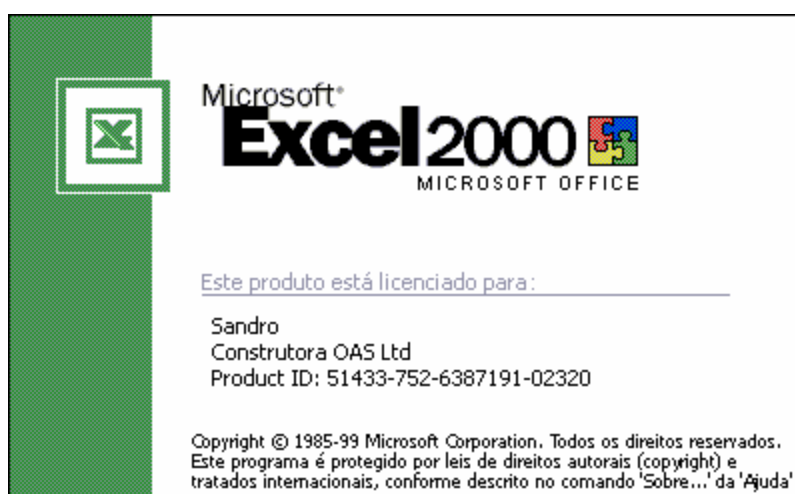 Microsoft®
Excel 2000
MICROSOFT OFFICE
Este produto está licenciado para:
Sandro
Construtora OAS Ltd
Product ID: 51433-752-6387191-02320
Copyright © 1985-99 Microsoft Corporation. Todos os direitos reservados.
Este programa é protegido por leis de direitos autorais (copyright) e
tratados internacionais, conforme descrito no comando 'Sobre...' da 'Ajuda'